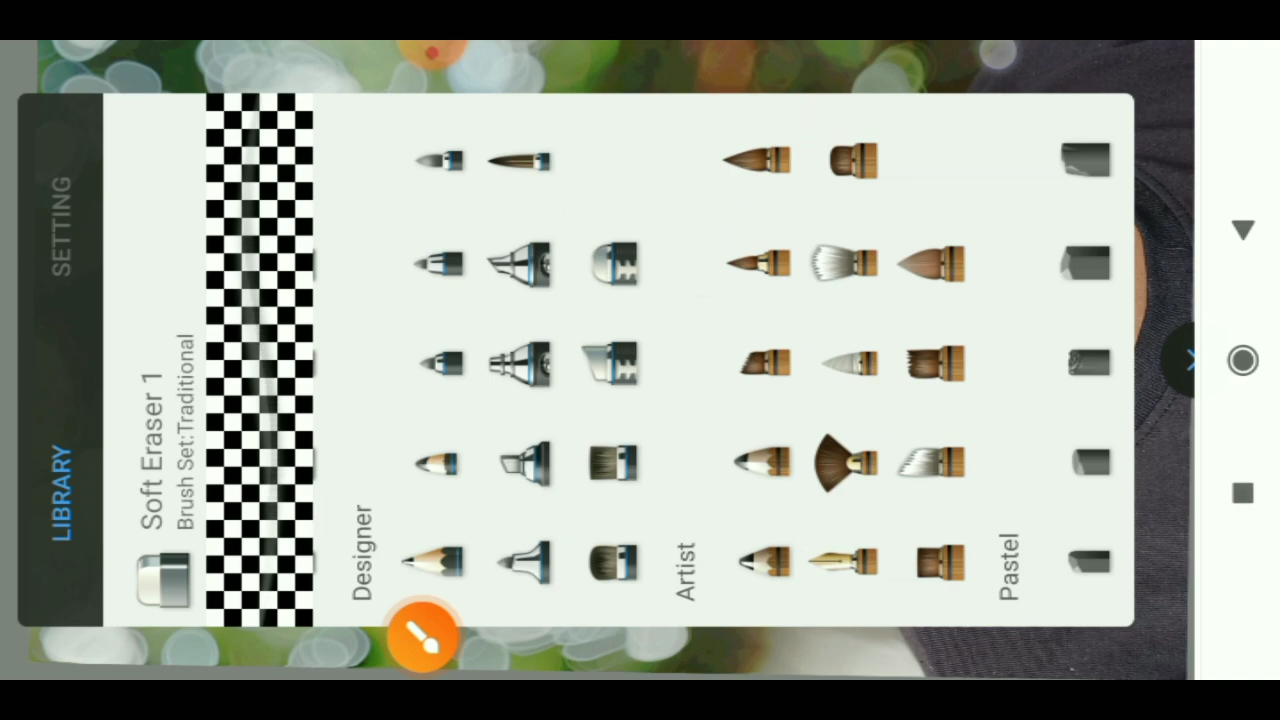 LIBRARY
SETTING
Soft Eraser 1
Brush Set:Traditional
Designer
Artist
Pastel